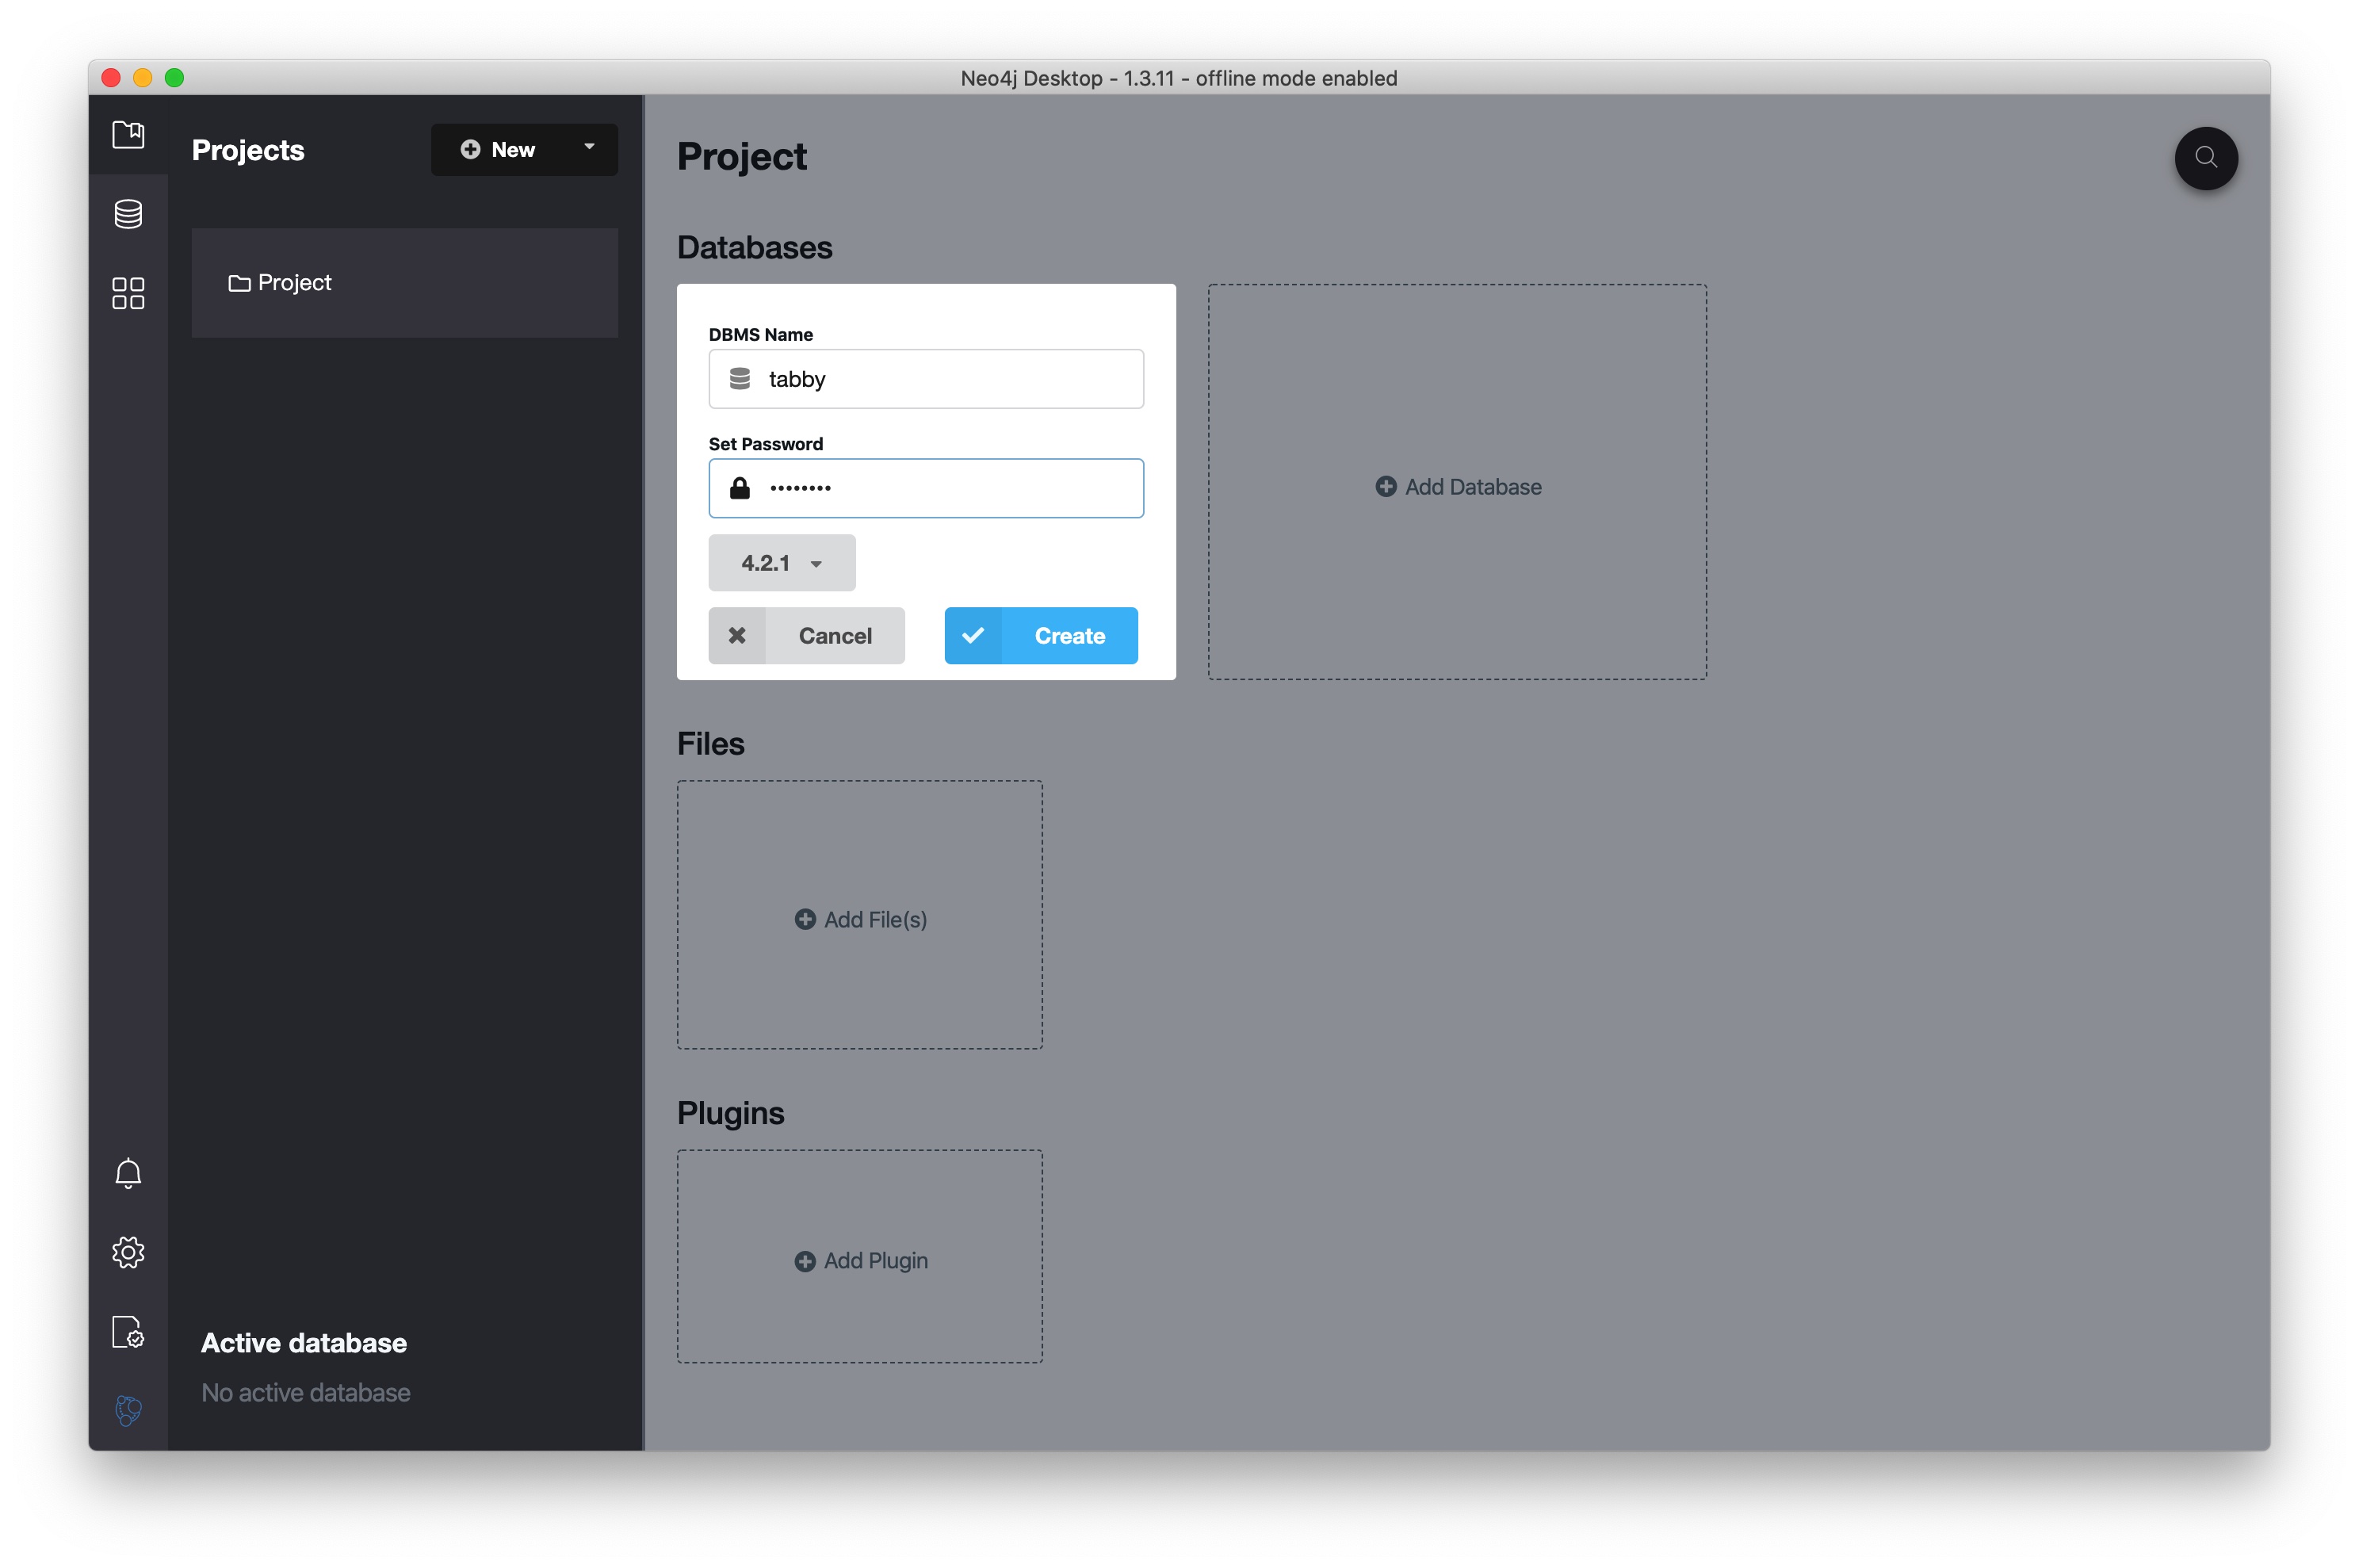 Neo4j Desktop - 1.3.11 - offline mode enabled
Projects
New
Project
Active database
No active database
Project
Databases
DBMS Name
tabby
Set Password
••••••••
4.2.1
Cancel
Create
Add Database
Files
Add File(s)
Plugins
Add Plugin